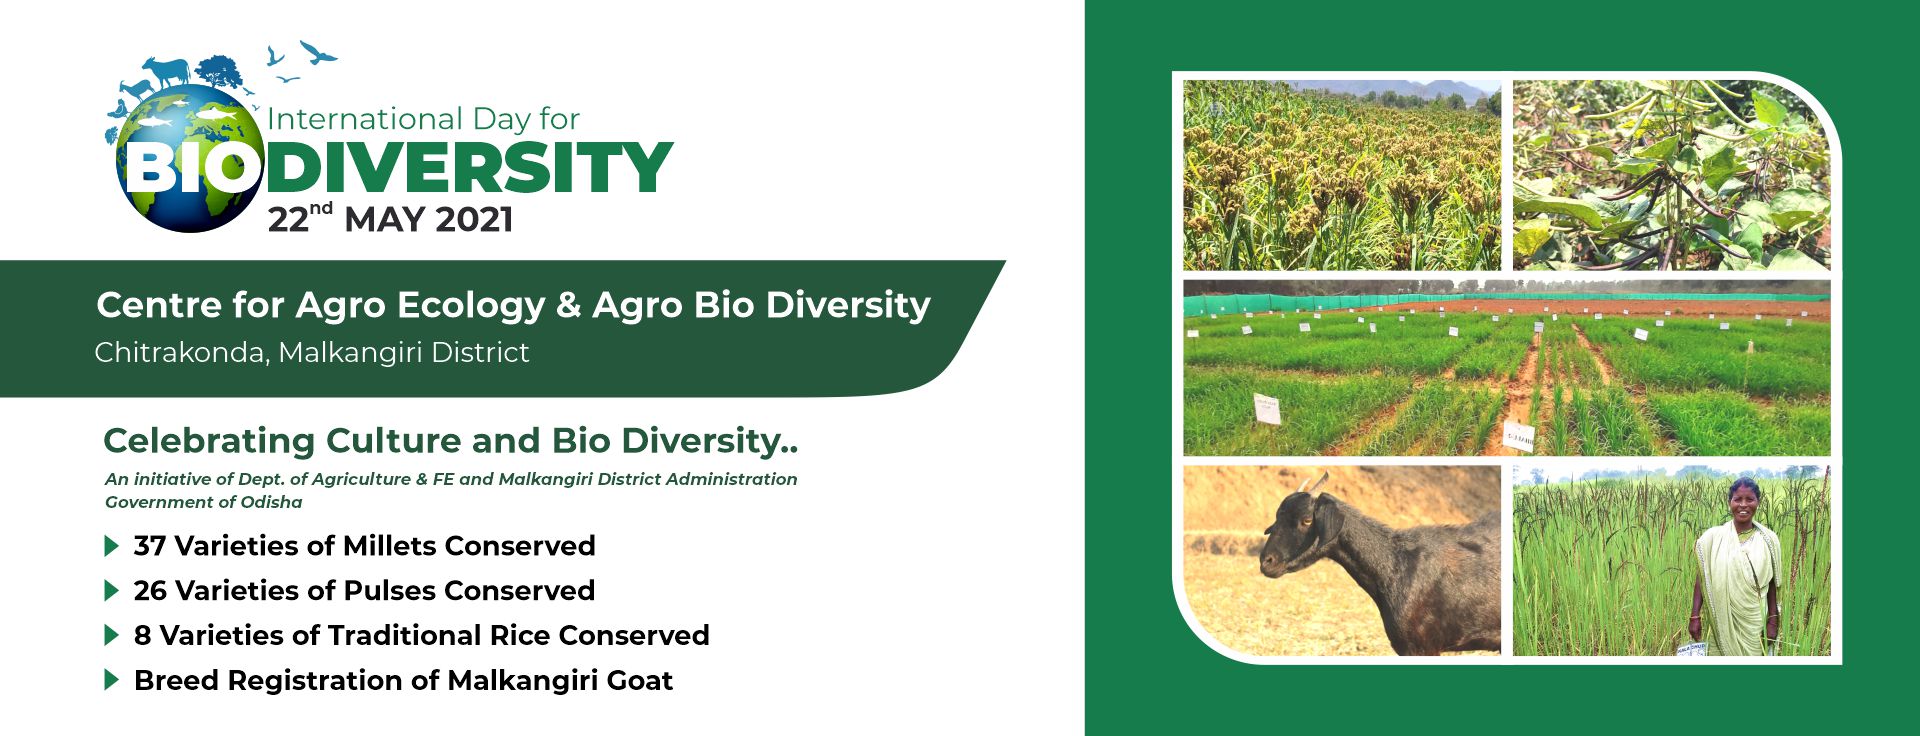 International Day for
BIODIVERSITY
22nd MAY 2021
Centre for Agro Ecology & Agro Bio Diversity
Chitrakonda, Malkangiri District
Celebrating Culture and Bio Diversity..
An initiative of Dept. of Agriculture & FE and Malkangiri District Administration
Government of Odisha
37 Varieties of Millets Conserved
26 Varieties of Pulses Conserved
8 Varieties of Traditional Rice Conserved
Breed Registration of Malkangiri Goat